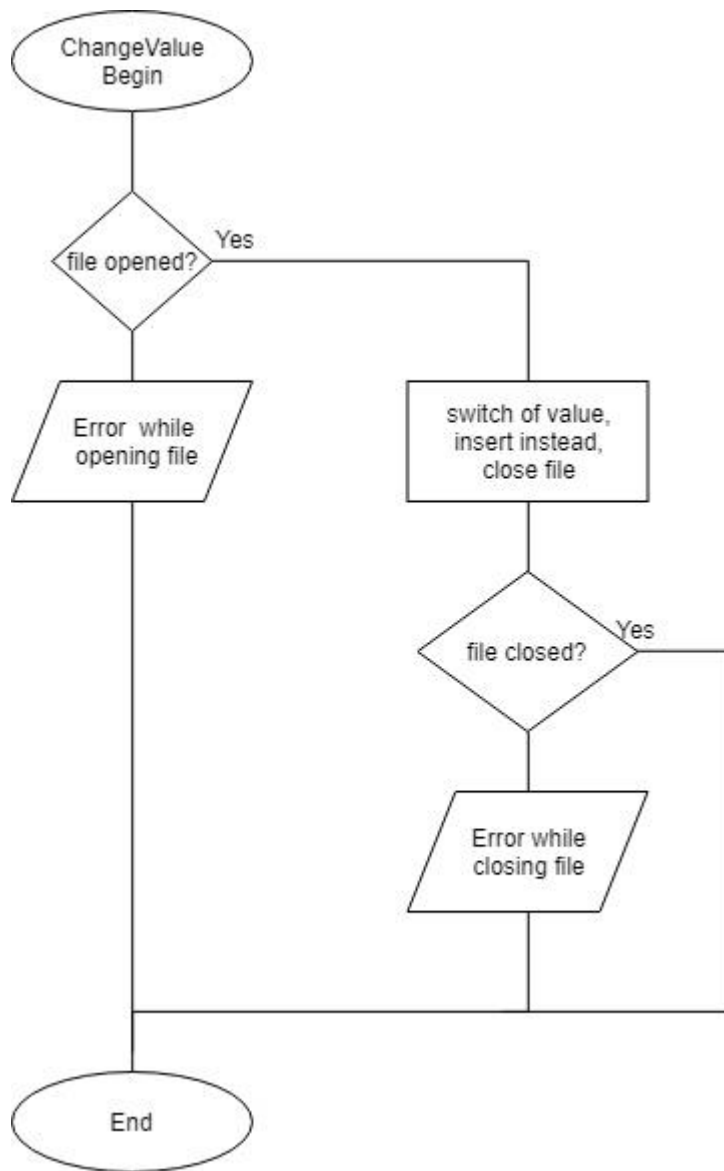 ChangeValue
Begin
Yes
file opened?
Error while
opening file
switch of value,
insert instead,
close file
Yes
file closed?
Error while
closing file
End